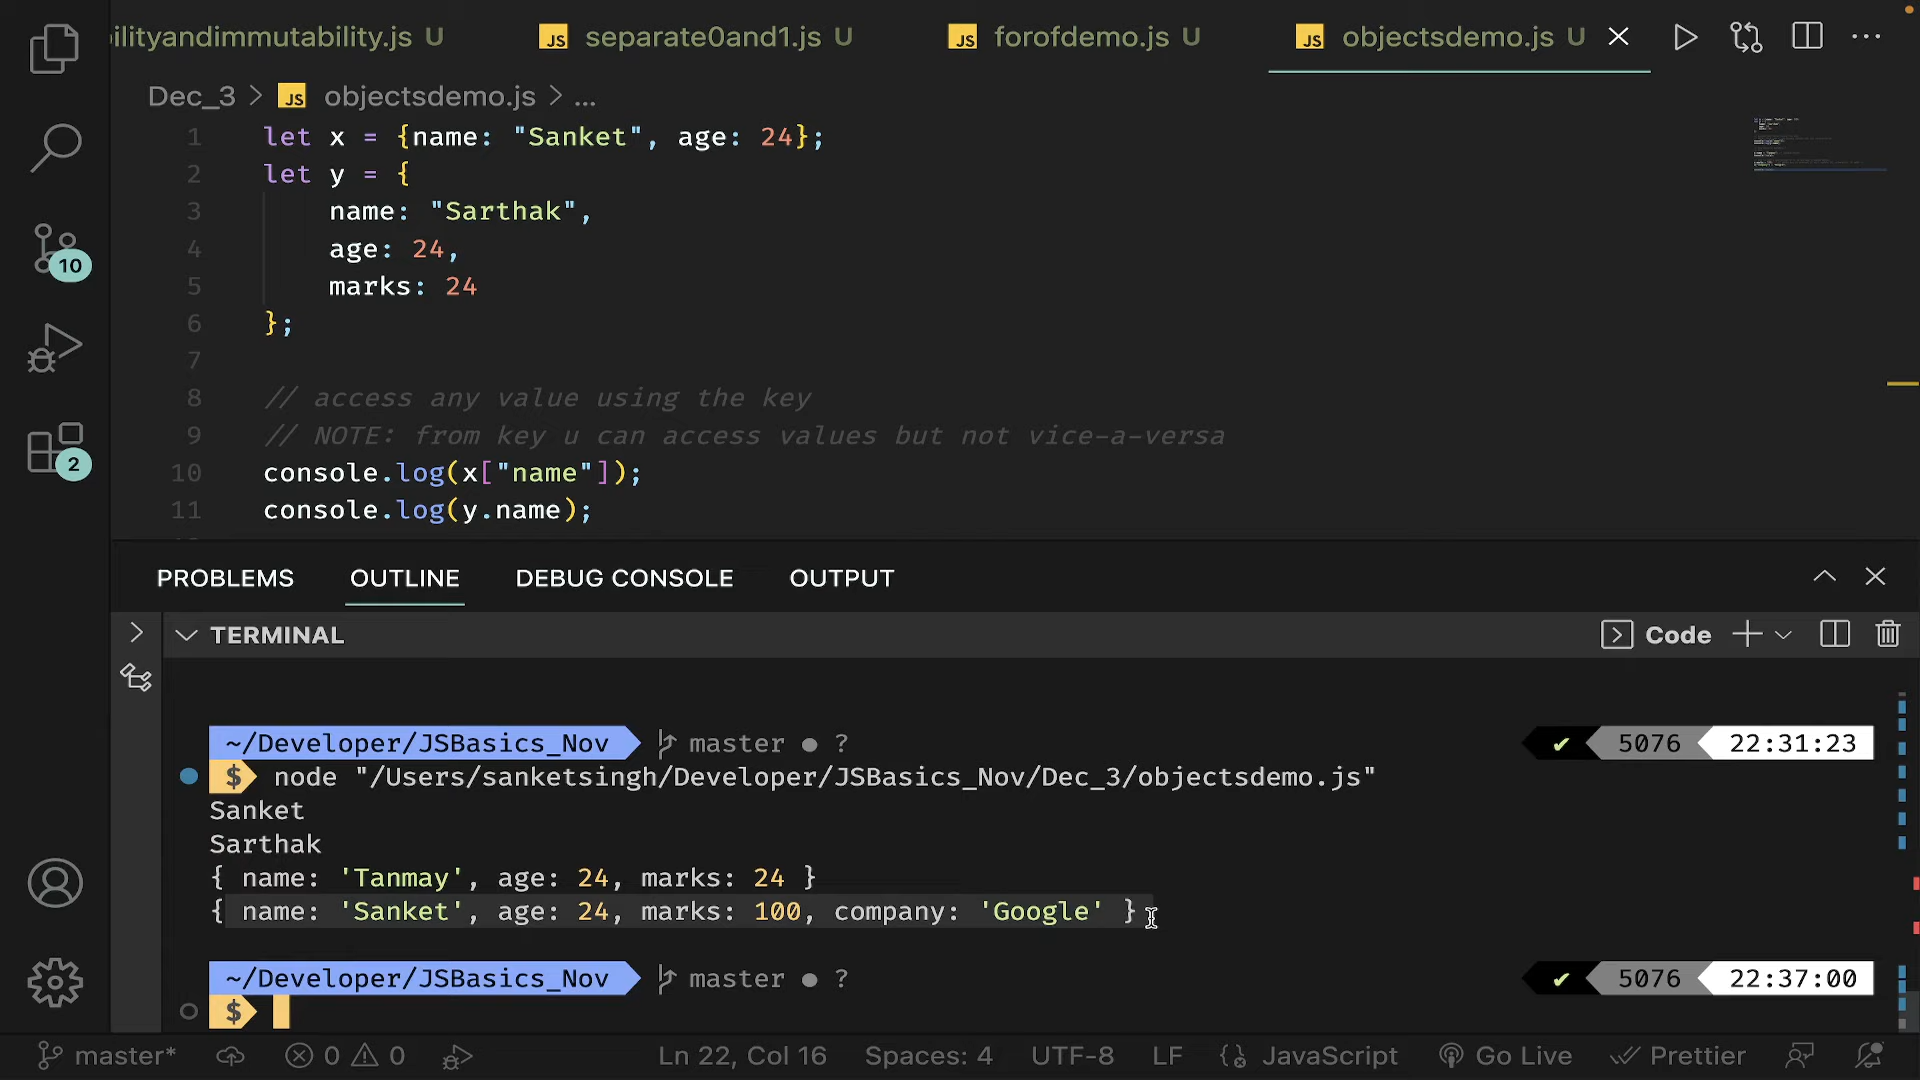 ilityandimmutability.js U JS separate0and1.js U JS forofdemo.js U JS objectsdemo.js U
Dec_3 > JS objectsdemo.js > ...
1 let x = {name: "Sanket", age: 24};
2 let y = {
3 name: "Sarthak",
4 age: 24,
5 marks: 24
6 };
7
8 // access any value using the key
9 // NOTE: from key u can access values but not vice-a-versa
10 console.log(x["name"]);
11 console.log(y.name);
10
2
PROBLEMS OUTLINE DEBUG CONSOLE OUTPUT
TERMINAL Code
~/Developer/JSBasics_Nov master ● ? ✔ 5076 22:31:23
$ node "/Users/sanketsingh/Developer/JSBasics_Nov/Dec_3/objectsdemo.js"
Sanket
Sarthak
{ name: 'Tanmay', age: 24, marks: 24 }
{ name: 'Sanket', age: 24, marks: 100, company: 'Google' }
~/Developer/JSBasics_Nov master ● ? ✔ 5076 22:37:00
$
master* 0 0 Ln 22, Col 16 Spaces: 4 UTF-8 LF {} JavaScript Go Live Prettier